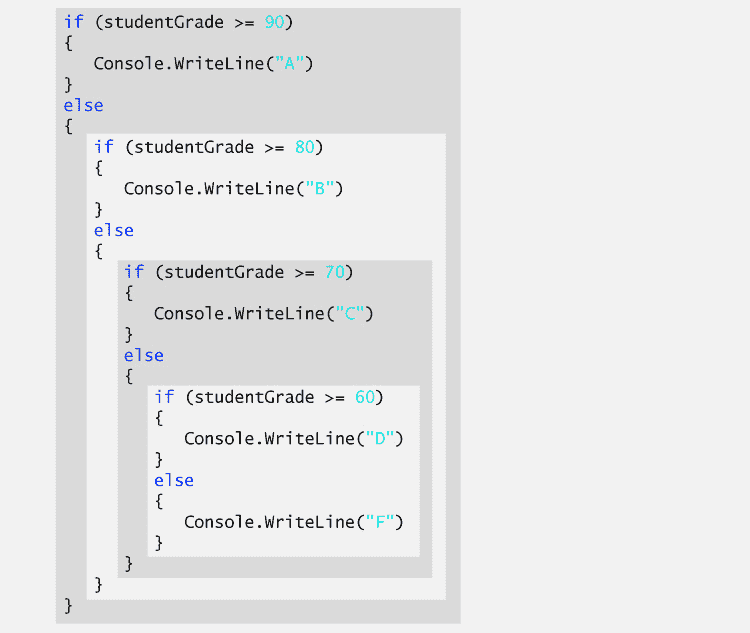 if (studentGrade >= 90)
{
Console.WriteLine("A")
}
else
{
if (studentGrade >= 80)
{
Console.WriteLine("B")
}
else
{
if (studentGrade >= 70)
{
Console.WriteLine("C")
}
else
{
if (studentGrade >= 60)
{
Console.WriteLine("D")
}
else
{
Console.WriteLine("F")
}
}
}
}